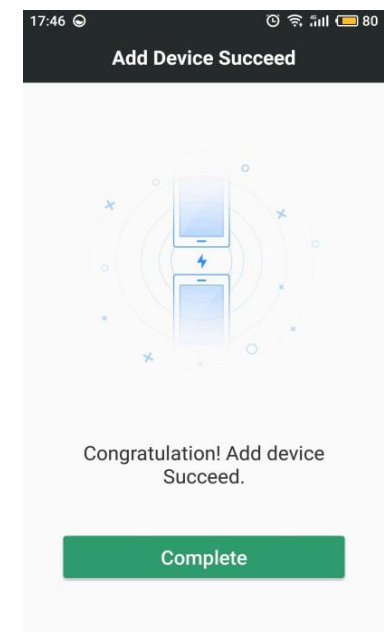 17:46 80
Add Device Succeed
Congratulation! Add device
Succeed.
Complete